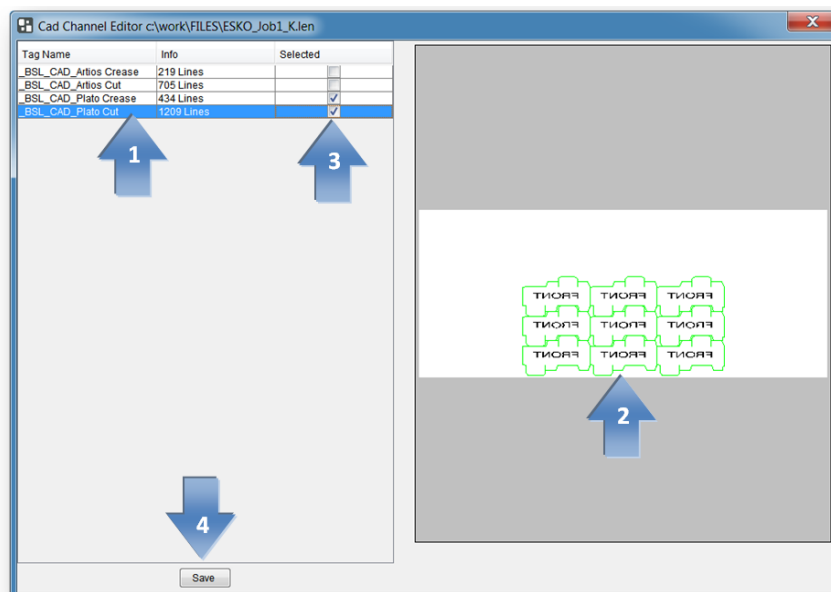 Cad Channel Editor c:\work\FILES\ESKO_Job1_K.len
X
Tag Name Info Selected
_BSL_CAD_Artios Crease 219 Lines
_BSL_CAD_Artios Cut 705 Lines
_BSL_CAD_Plato Crease 434 Lines
_BSL_CAD_Plato Cut 1209 Lines
1
3
FRONT FRONT FRONT
FRONT FRONT FRONT
FRONT FRONT FRONT
2
4
Save